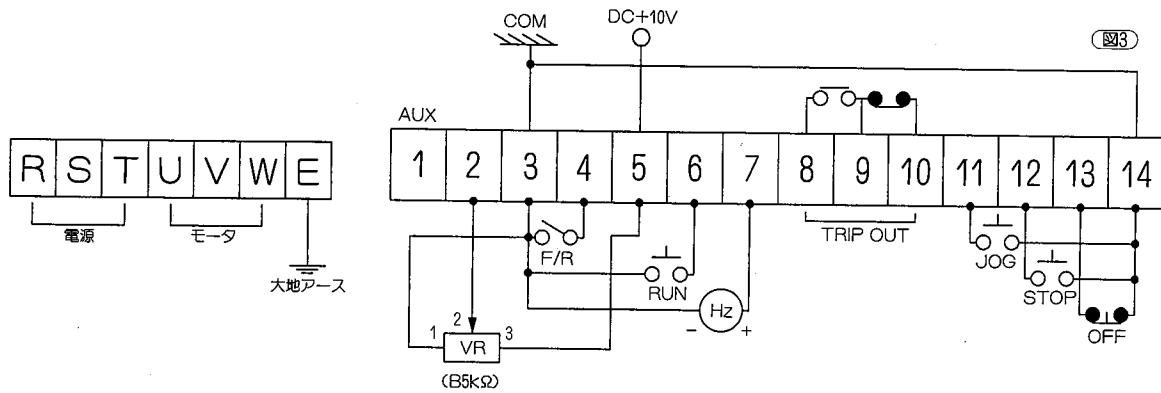 COM
DC+10V
図3
AUX
R S T U V W E
1 2 3 4 5 6 7 8 9 10 11 12 13 14
電源
モータ
大地アース
F/R
RUN
TRIP OUT
JOG
STOP
OFF
Hz
- +
1 2 3
VR
(B5kΩ)